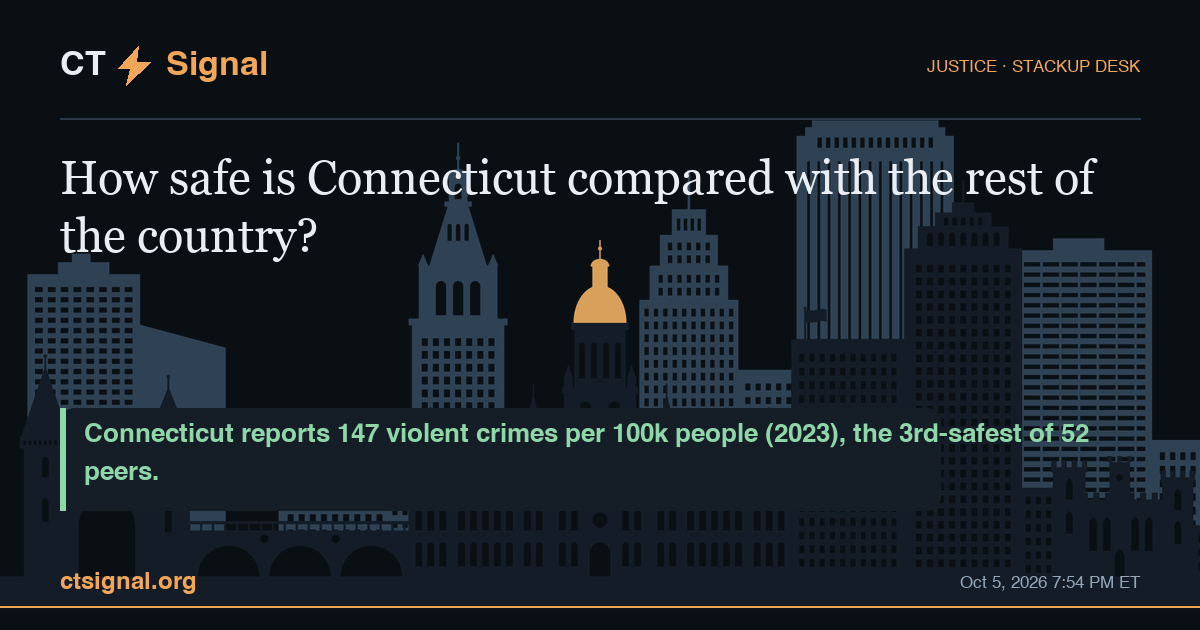 CT Signal
JUSTICE · STACKUP DESK
How safe is Connecticut compared with the rest of
the country?
Connecticut reports 147 violent crimes per 100k people (2023), the 3rd-safest of 52
peers.
ctsignal.org
Oct 5, 2026 7:54 PM ET